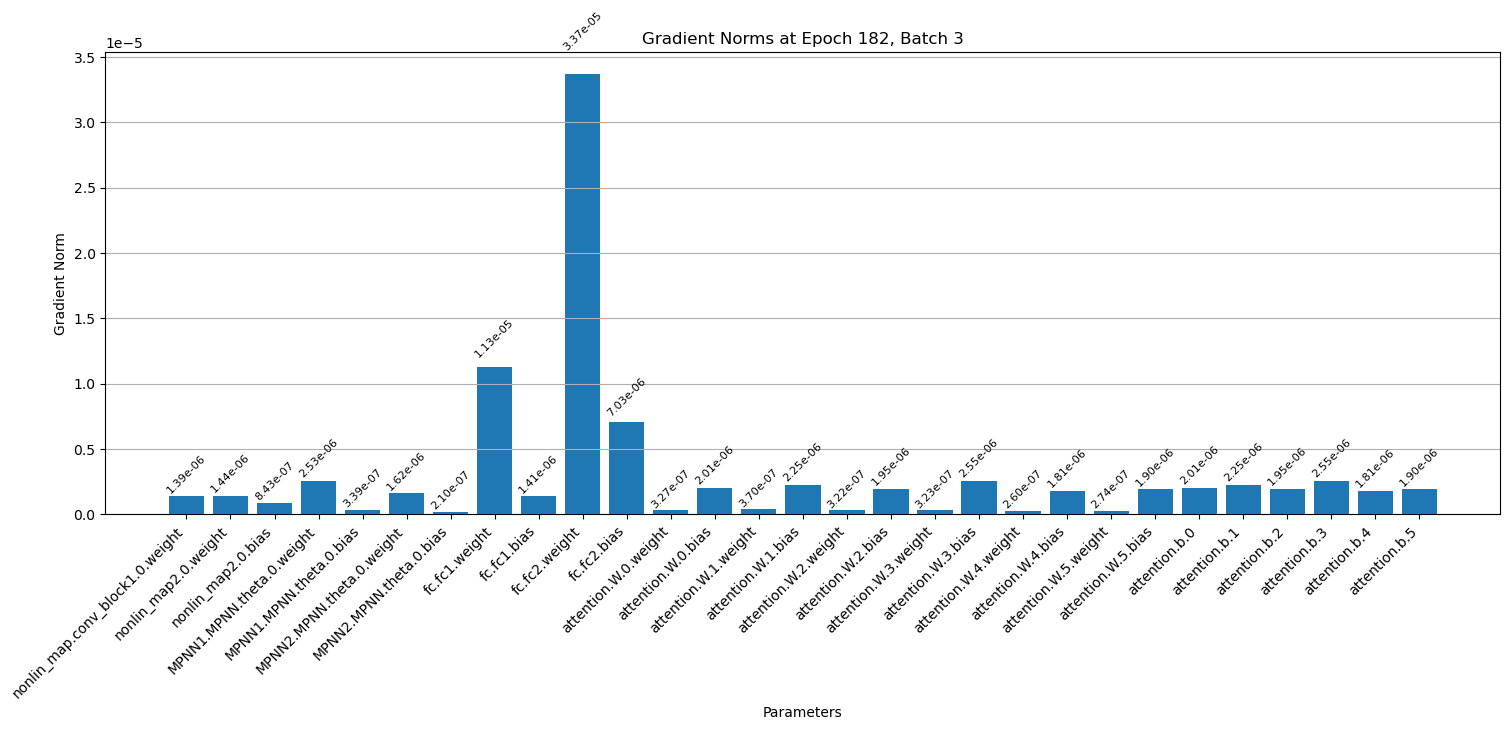 Gradient Norms at Epoch 182, Batch 3
1e−5
3.5
3.0
2.5
2.0
1.5
1.0
0.5
0.0
Gradient Norm
1.39e-06
1.44e-06
8.43e-07
2.53e-06
3.39e-07
1.62e-06
2.10e-07
1.13e-05
1.41e-06
3.37e-05
7.03e-06
3.27e-07
2.01e-06
3.70e-07
2.25e-06
3.22e-07
1.95e-06
3.23e-07
2.55e-06
2.60e-07
1.81e-06
2.74e-07
1.90e-06
2.01e-06
2.25e-06
1.95e-06
2.55e-06
1.81e-06
1.90e-06
nonlin_map.conv_block1.0.weight
nonlin_map2.0.weight
nonlin_map2.0.bias
MPNN1.MPNN.theta.0.weight
MPNN1.MPNN.theta.0.bias
MPNN2.MPNN.theta.0.weight
MPNN2.MPNN.theta.0.bias
fc.fc1.weight
fc.fc1.bias
fc.fc2.weight
fc.fc2.bias
attention.W.0.weight
attention.W.0.bias
attention.W.1.weight
attention.W.1.bias
attention.W.2.weight
attention.W.2.bias
attention.W.3.weight
attention.W.3.bias
attention.W.4.weight
attention.W.4.bias
attention.W.5.weight
attention.W.5.bias
attention.b.0
attention.b.1
attention.b.2
attention.b.3
attention.b.4
attention.b.5
Parameters